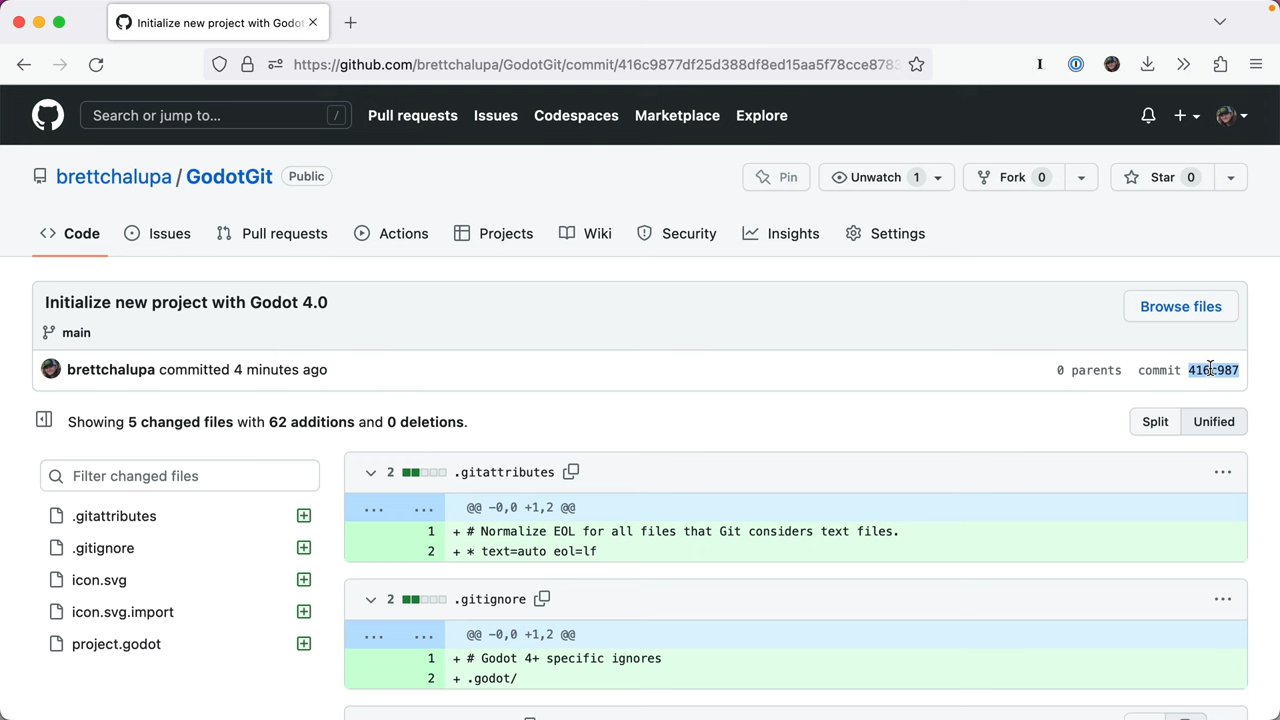 Initialize new project with Godot
https://github.com/brettchalupa/GodotGit/commit/416c9877df25d388df8ed15aa5f78cce8783
Search or jump to... / Pull requests Issues Codespaces Marketplace Explore
brettchalupa / GodotGit Public Pin Unwatch 1 Fork 0 Star 0
Code Issues Pull requests Actions Projects Wiki Security Insights Settings
Initialize new project with Godot 4.0 Browse files
main
brettchalupa committed 4 minutes ago 0 parents commit 416c987
Showing 5 changed files with 62 additions and 0 deletions. Split Unified
Filter changed files
.gitattributes
.gitignore
icon.svg
icon.svg.import
project.godot
2 .gitattributes ...
... ... @@ -0,0 +1,2 @@
1 + # Normalize EOL for all files that Git considers text files.
2 + * text=auto eol=lf
2 .gitignore ...
... ... @@ -0,0 +1,2 @@
1 + # Godot 4+ specific ignores
2 + .godot/